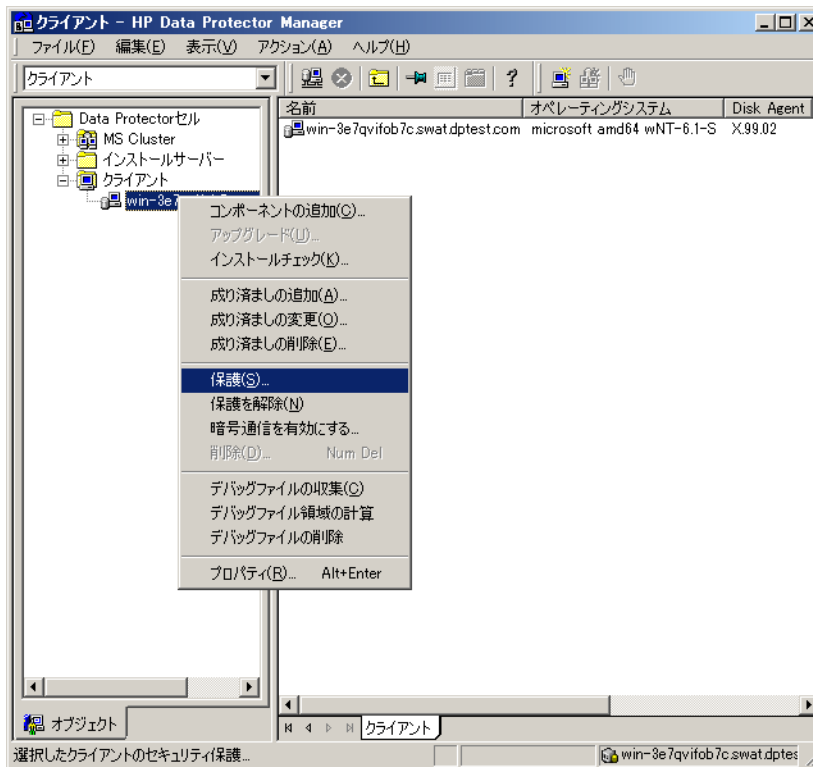 クライアント - HP Data Protector Manager
ファイル(F) 編集(E) 表示(V) アクション(A) ヘルプ(H)
クライアント
Data Protectorセル
MS Cluster
インストールサーバー
クライアント
win-3e7
名前 オペレーティングシステム Disk Agent
win-3e7qvifob7c.swat.dptest.com microsoft amd64 wNT-6.1-S X.99.02
コンポーネントの追加(C)...
アップグレード(U)...
インストールチェック(K)...
成り済ましの追加(A)...
成り済ましの変更(O)...
成り済ましの削除(E)...
保護(S)...
保護を解除(N)
暗号通信を有効にする...
削除(D)... Num Del
デバッグファイルの収集(C)
デバッグファイル領域の計算
デバッグファイルの削除
プロパティ(R)... Alt+Enter
オブジェクト
クライアント
選択したクライアントのセキュリティ保護...
win-3e7qvifob7c.swat.dptes